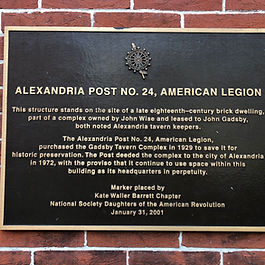 ALEXANDRIA POST NO. 24, AMERICAN LEGION
This structure stands on the site of a late eighteenth-century brick dwelling,
part of a complex owned by John Wise and leased to John Gadsby,
both noted Alexandria tavern keepers.
The Alexandria Post No. 24, American Legion,
purchased the Gadsby Tavern Complex in 1929 to save it for
historic preservation. The Post deeded the complex to the city of Alexandria
in 1972, with the proviso that it continue to use space within this
building as its headquarters in perpetuity.
Marker placed by
Kate Waller Barrett Chapter
National Society Daughters of the American Revolution
January 31, 2001